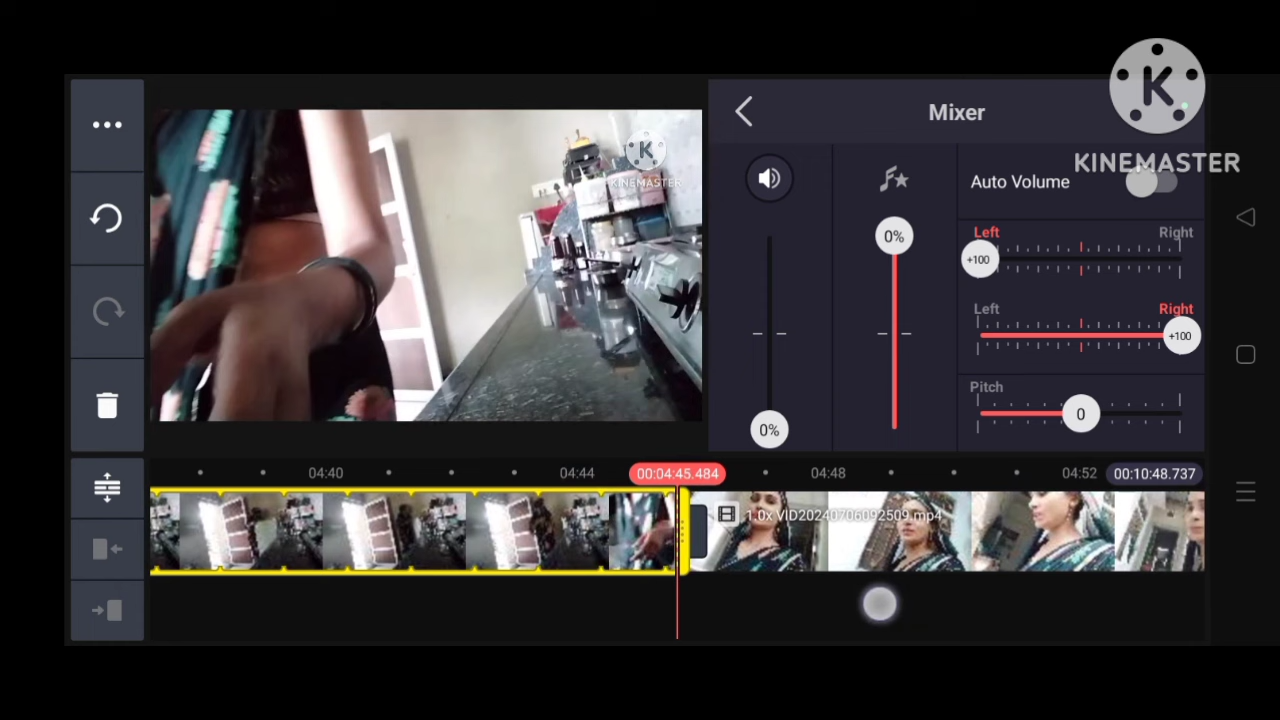 Mixer
K
KINEMASTER
K
KINEMASTER
Auto Volume
0%
Left Right
+100
Left Right
+100
Pitch
0
0%
04:40 04:44 00:04:45.484 04:48 04:52 00:10:48.737
1.0x VID20240706092509.mp4